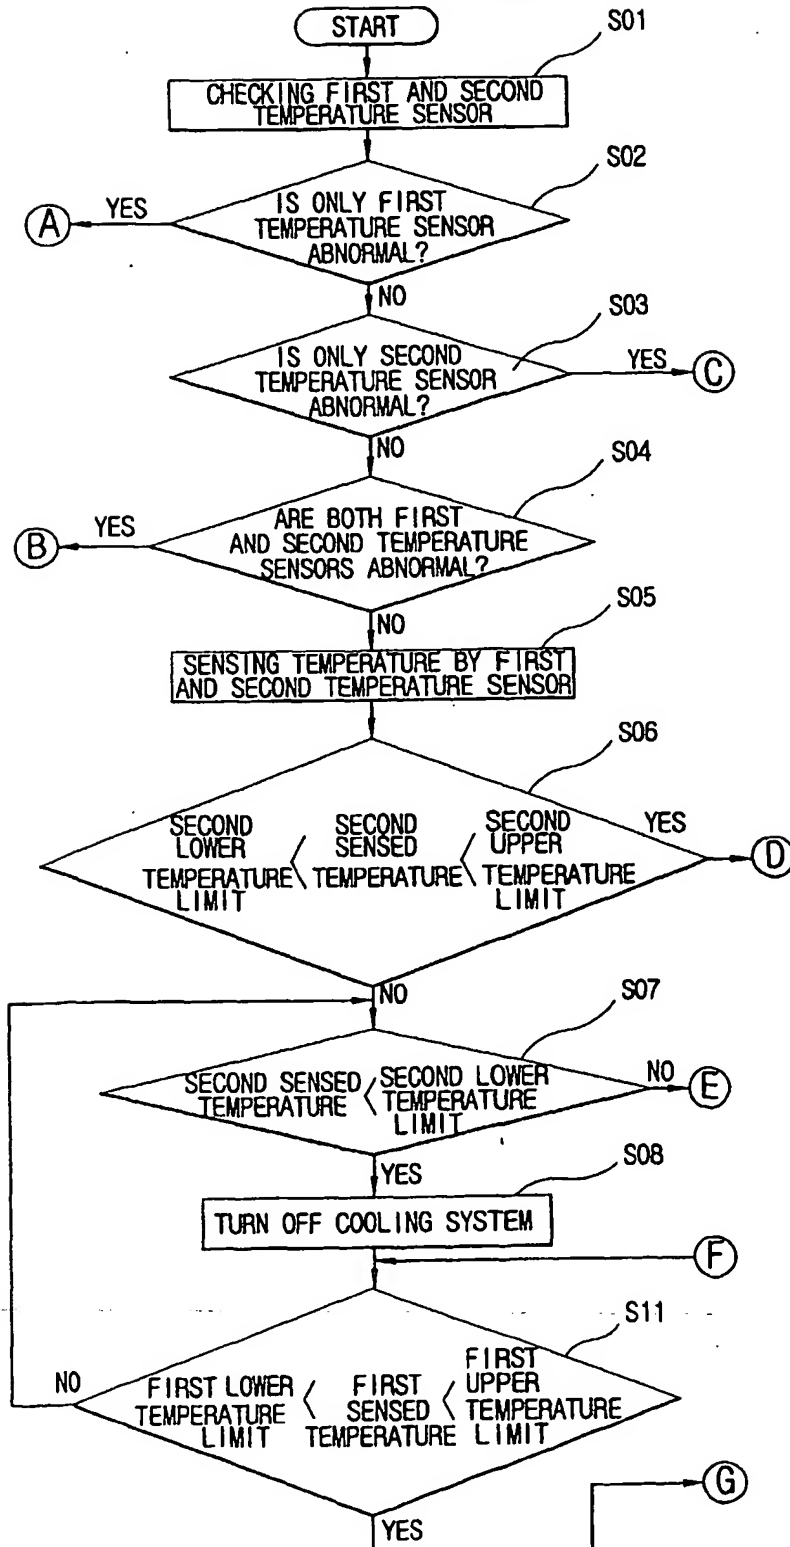 START
S01
CHECKING FIRST AND SECOND
TEMPERATURE SENSOR
S02
IS ONLY FIRST
TEMPERATURE SENSOR
ABNORMAL?
YES
A
NO
S03
IS ONLY SECOND
TEMPERATURE SENSOR
ABNORMAL?
YES
C
NO
S04
ARE BOTH FIRST
AND SECOND TEMPERATURE
SENSORS ABNORMAL?
YES
B
NO
S05
SENSING TEMPERATURE BY FIRST
AND SECOND TEMPERATURE SENSOR
S06
SECOND
LOWER
TEMPERATURE
LIMIT
<
SECOND
SENSED
TEMPERATURE
<
SECOND
UPPER
TEMPERATURE
LIMIT
YES
D
NO
S07
SECOND SENSED
TEMPERATURE
<
SECOND LOWER
TEMPERATURE
LIMIT
NO
E
YES
S08
TURN OFF COOLING SYSTEM
F
S11
FIRST LOWER
TEMPERATURE
LIMIT
<
FIRST
SENSED
TEMPERATURE
<
FIRST
UPPER
TEMPERATURE
LIMIT
NO
G
YES